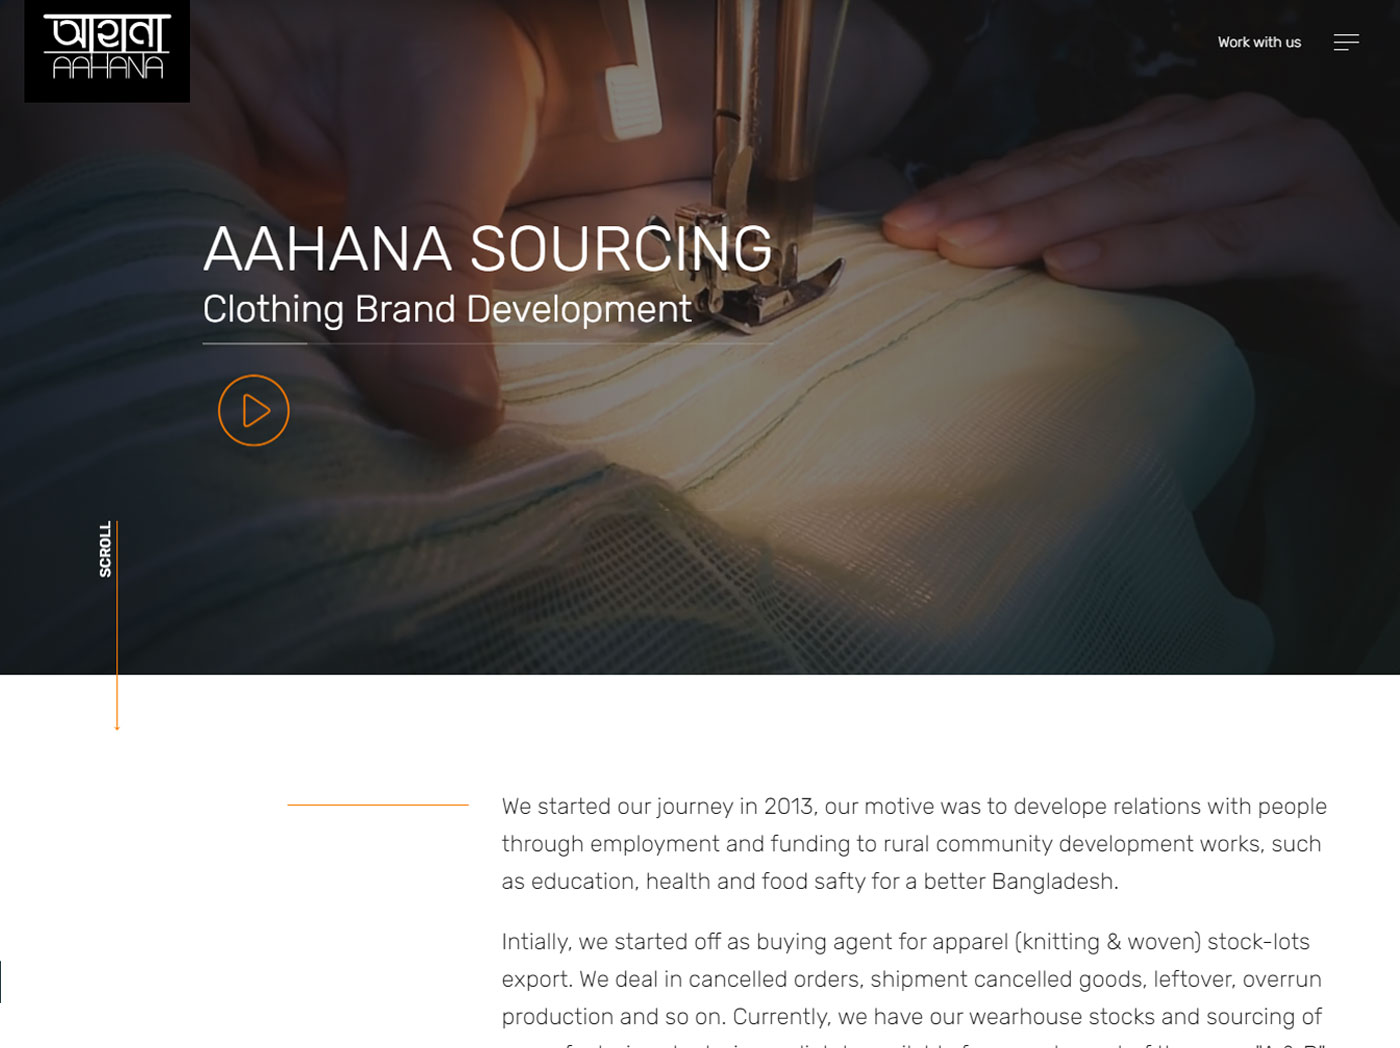 আহানা
AAHANA
Work with us
AAHANA SOURCING
Clothing Brand Development
SCROLL
We started our journey in 2013, our motive was to develope relations with people
through employment and funding to rural community development works, such
as education, health and food safty for a better Bangladesh.
Intially, we started off as buying agent for apparel (knitting & woven) stock-lots
export. We deal in cancelled orders, shipment cancelled goods, leftover, overrun
production and so on. Currently, we have our wearhouse stocks and sourcing of